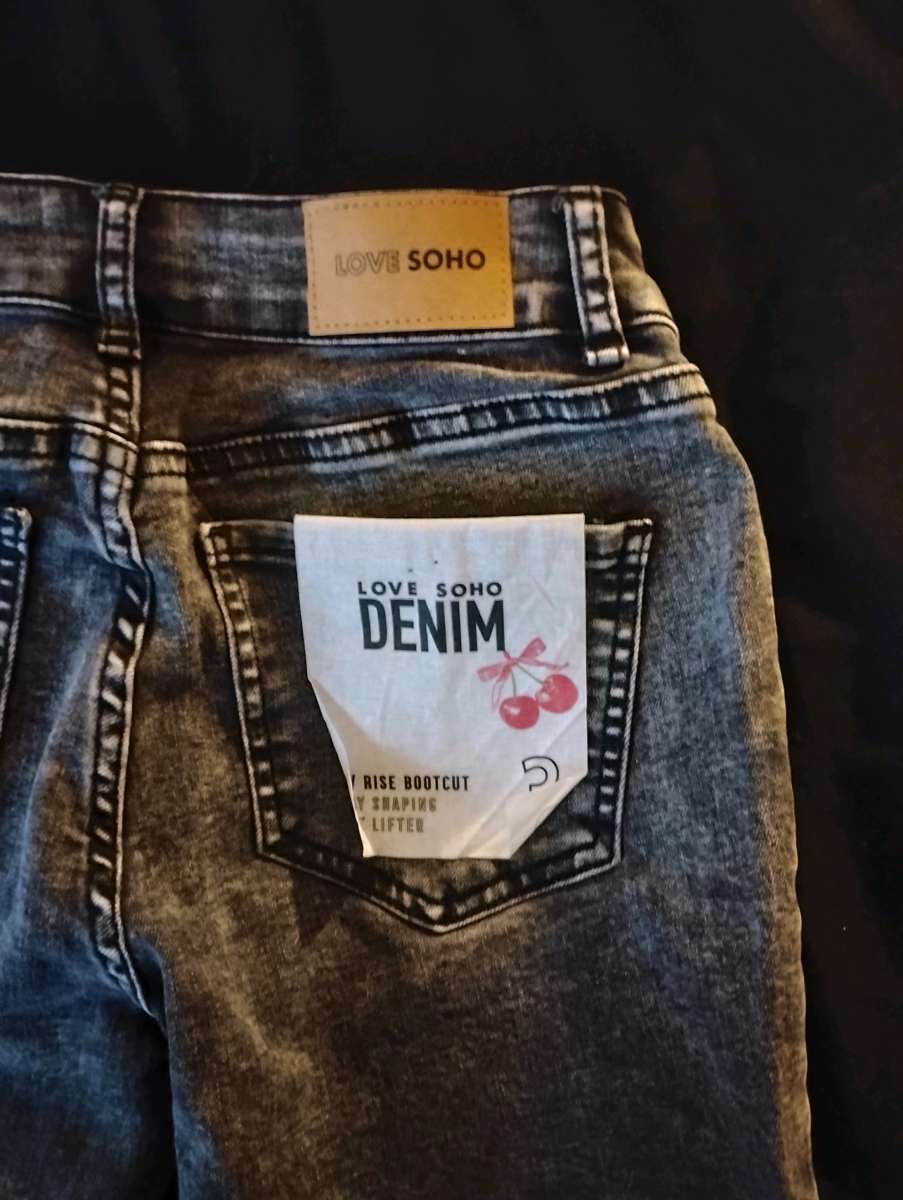 LOVE SOHO
LOVE SOHO
DENIM
RISE BOOTCUT
SHAPING
LIFTER